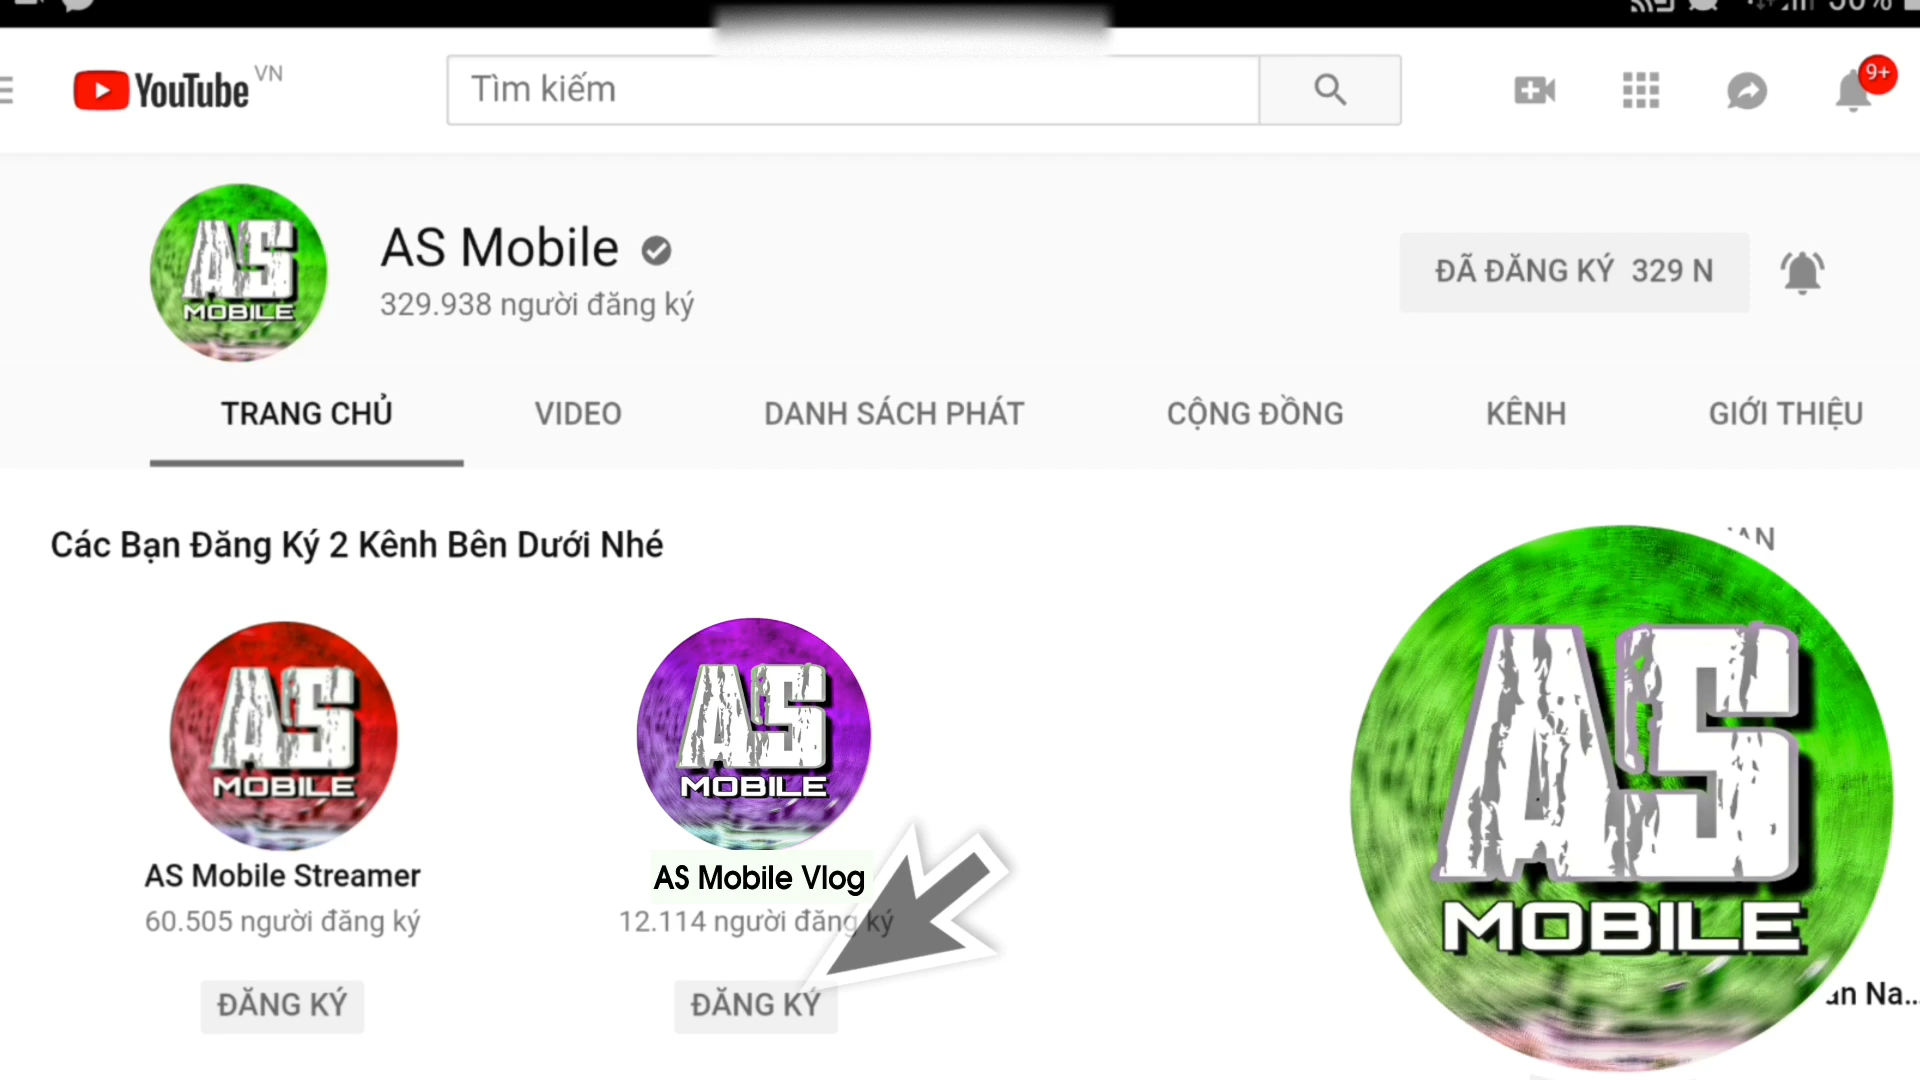 50%
YouTube VN
Tìm kiếm
9+
AS MOBILE
AS Mobile
329.938 người đăng ký
ĐÃ ĐĂNG KÝ 329 N
TRANG CHỦ VIDEO DANH SÁCH PHÁT CỘNG ĐỒNG KÊNH GIỚI THIỆU
Các Bạn Đăng Ký 2 Kênh Bên Dưới Nhé
AS MOBILE
AS Mobile Streamer
60.505 người đăng ký
ĐĂNG KÝ
AS MOBILE
AS Mobile Vlog
12.114 người đăng ký
ĐĂNG KÝ
AS
MOBILE